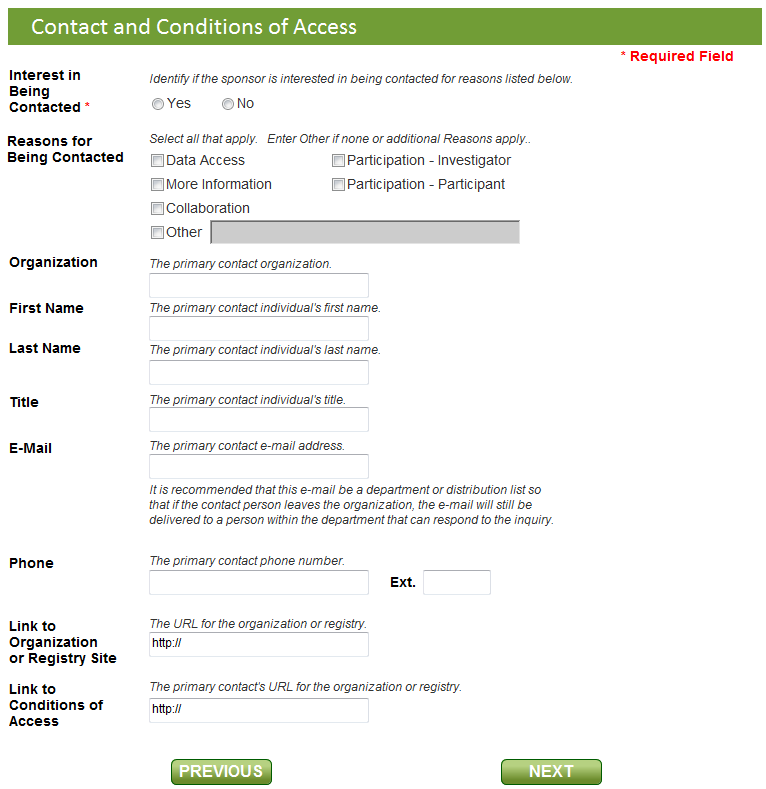 Contact and Conditions of Access
* Required Field
Interest in
Being
Contacted *
Identify if the sponsor is interested in being contacted for reasons listed below.
Yes No
Reasons for
Being Contacted
Select all that apply. Enter Other if none or additional Reasons apply..
Data Access Participation - Investigator
More Information Participation - Participant
Collaboration
Other
Organization
The primary contact organization.
First Name
The primary contact individual's first name.
Last Name
The primary contact individual's last name.
Title
The primary contact individual's title.
E-Mail
The primary contact e-mail address.
It is recommended that this e-mail be a department or distribution list so
that if the contact person leaves the organization, the e-mail will still be
delivered to a person within the department that can respond to the inquiry.
Phone
The primary contact phone number.
Ext.
Link to
Organization
or Registry Site
The URL for the organization or registry.
http://
Link to
Conditions of
Access
The primary contact's URL for the organization or registry.
http://
PREVIOUS NEXT